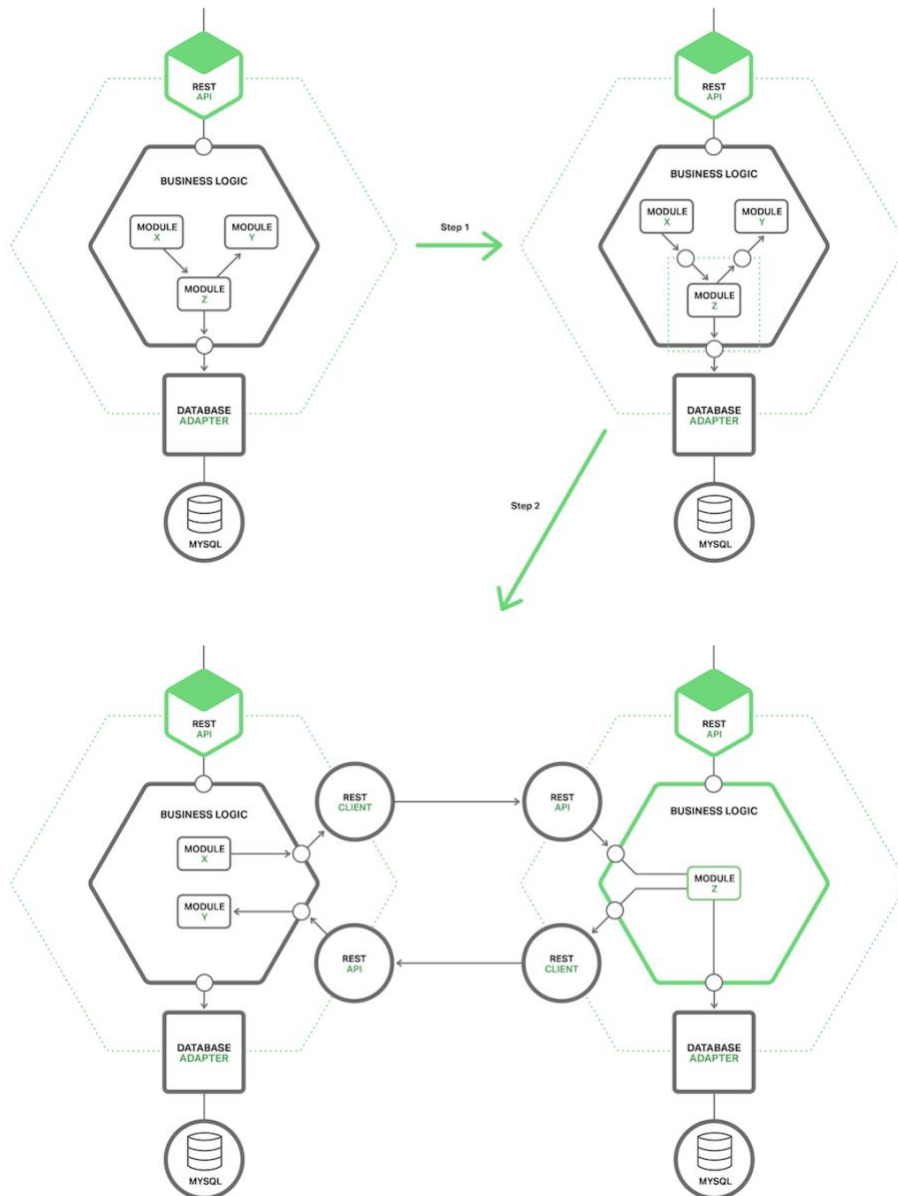 REST
API
BUSINESS LOGIC
MODULE
X
MODULE
Y
MODULE
Z
DATABASE
ADAPTER
MYSQL
Step 1
REST
API
BUSINESS LOGIC
MODULE
X
MODULE
Y
MODULE
Z
DATABASE
ADAPTER
MYSQL
Step 2
REST
API
BUSINESS LOGIC
MODULE
X
MODULE
Y
REST
CLIENT
REST
API
DATABASE
ADAPTER
MYSQL
REST
API
REST
API
BUSINESS LOGIC
MODULE
Z
REST
CLIENT
DATABASE
ADAPTER
MYSQL